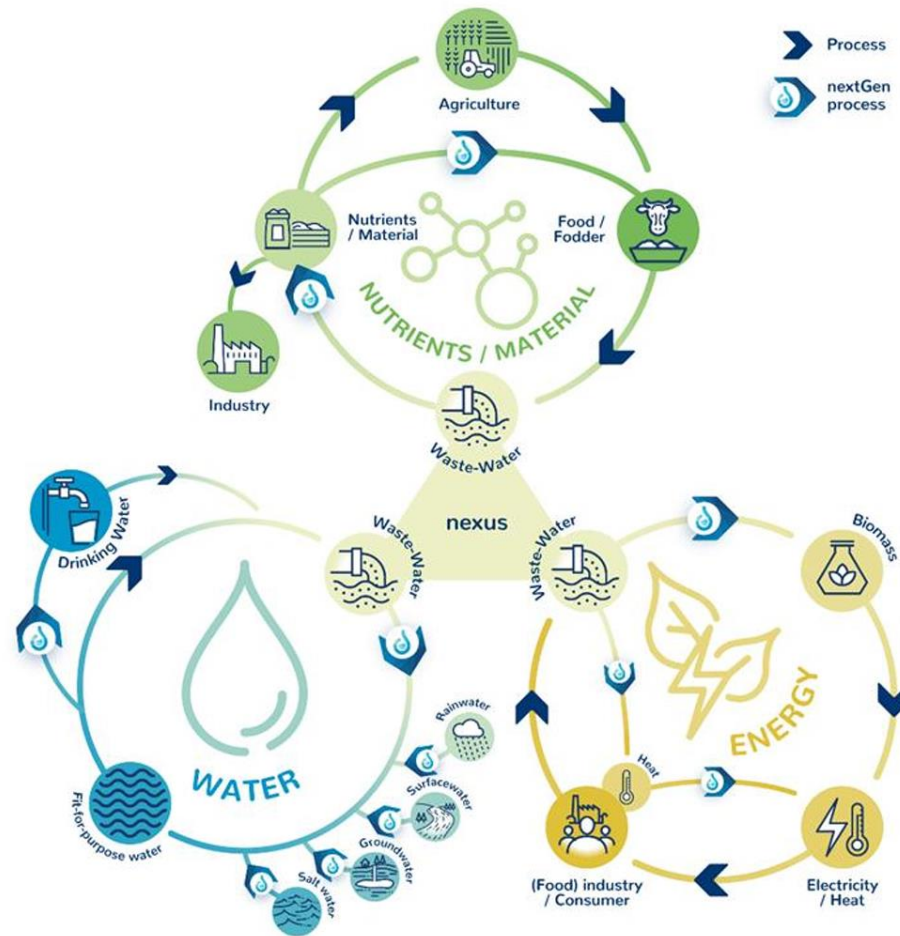 Process
nextGen
process
Agriculture
Nutrients
/ Material
Food /
Fodder
NUTRIENTS / MATERIAL
Industry
Waste-Water
nexus
Waste-Water
Waste-Water
Drinking Water
Biomass
WATER
ENERGY
Rainwater
Surfacewater
Groundwater
Salt water
Fit-for-purpose water
Heat
(Food) industry
/ Consumer
Electricity
/ Heat